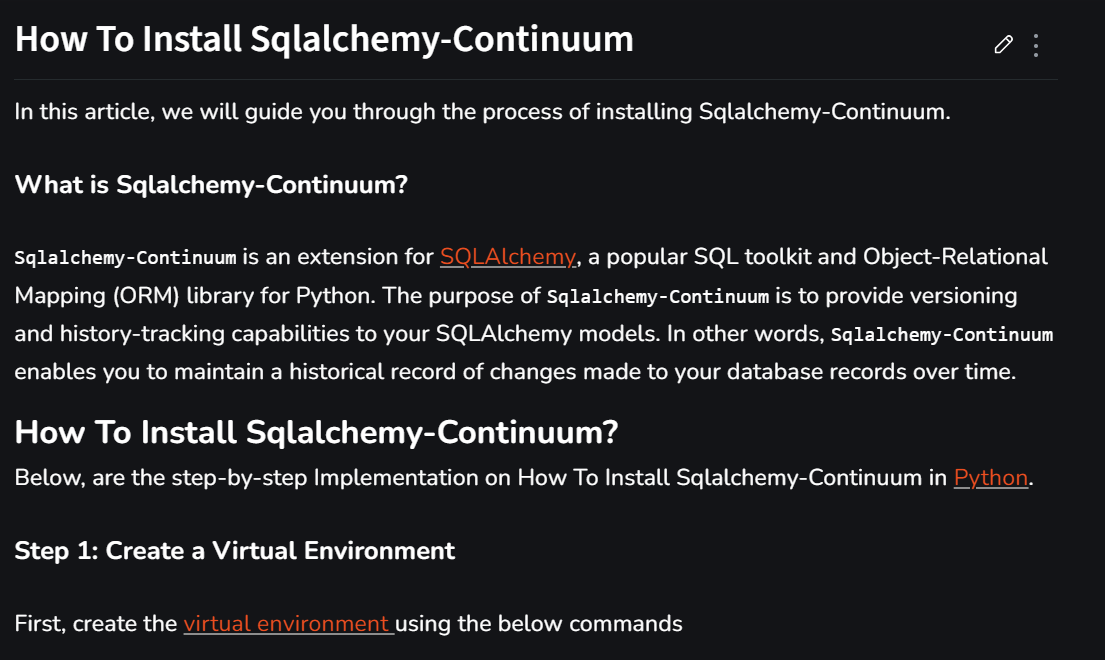 How To Install Sqlalchemy-Continuum
In this article, we will guide you through the process of installing Sqlalchemy-Continuum.
What is Sqlalchemy-Continuum?
Sqlalchemy-Continuum is an extension for SQLAlchemy, a popular SQL toolkit and Object-Relational
Mapping (ORM) library for Python. The purpose of Sqlalchemy-Continuum is to provide versioning
and history-tracking capabilities to your SQLAlchemy models. In other words, Sqlalchemy-Continuum
enables you to maintain a historical record of changes made to your database records over time.
How To Install Sqlalchemy-Continuum?
Below, are the step-by-step Implementation on How To Install Sqlalchemy-Continuum in Python.
Step 1: Create a Virtual Environment
First, create the virtual environment using the below commands